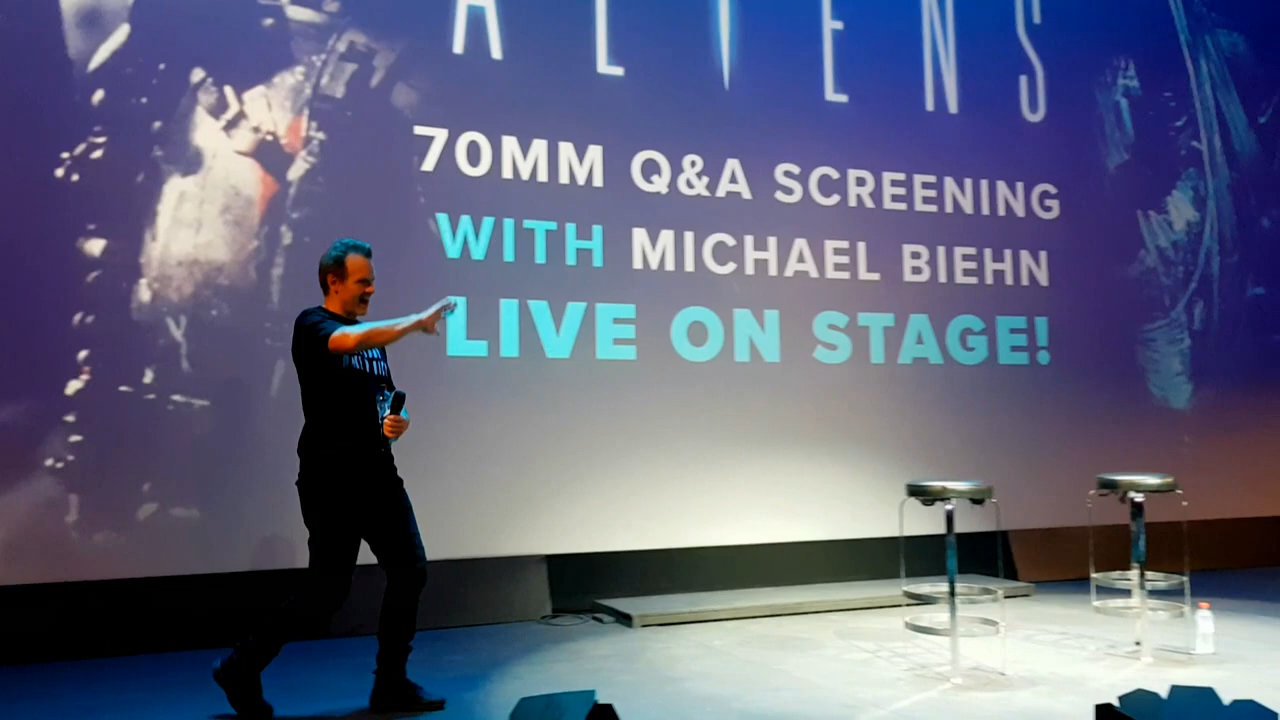 ALIENS
70MM Q&A SCREENING
WITH MICHAEL BIEHN
LIVE ON STAGE!